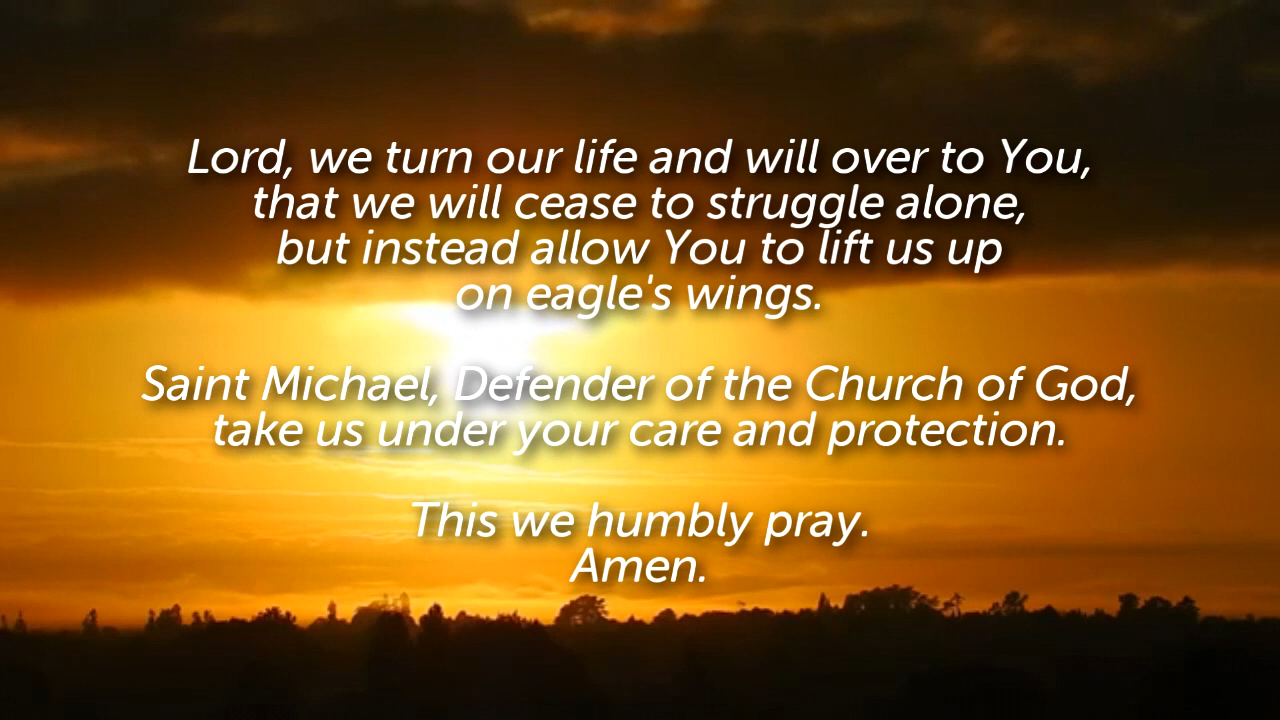 Lord, we turn our life and will over to You,
that we will cease to struggle alone,
but instead allow You to lift us up
on eagle's wings.
Saint Michael, Defender of the Church of God,
take us under your care and protection.
This we humbly pray.
Amen.